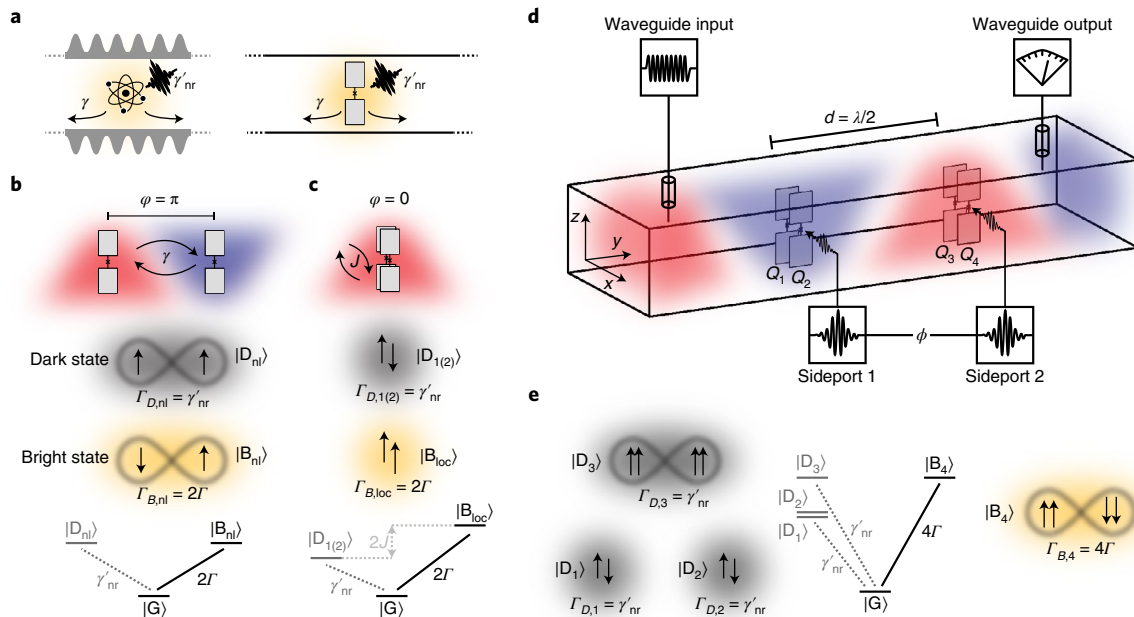 a
γ
γ′nr
γ
γ′nr
b
φ = π
γ
Dark state
|Dnl⟩
ΓD,nl = γ′nr
Bright state
|Bnl⟩
ΓB,nl = 2Γ
|Dnl⟩
|Bnl⟩
γ′nr
2Γ
|G⟩
c
φ = 0
J
|D1(2)⟩
ΓD,1(2) = γ′nr
|Bloc⟩
ΓB,loc = 2Γ
|Bloc⟩
|D1(2)⟩
2J
γ′nr
2Γ
|G⟩
d
Waveguide input
Waveguide output
d = λ/2
z
y
x
Q1 Q2
Q3 Q4
ϕ
Sideport 1
Sideport 2
e
|D3⟩
ΓD,3 = γ′nr
|D1⟩
ΓD,1 = γ′nr
|D2⟩
ΓD,2 = γ′nr
|D3⟩
|D2⟩
|D1⟩
|B4⟩
γ′nr
γ′nr
4Γ
|G⟩
|B4⟩
ΓB,4 = 4Γ